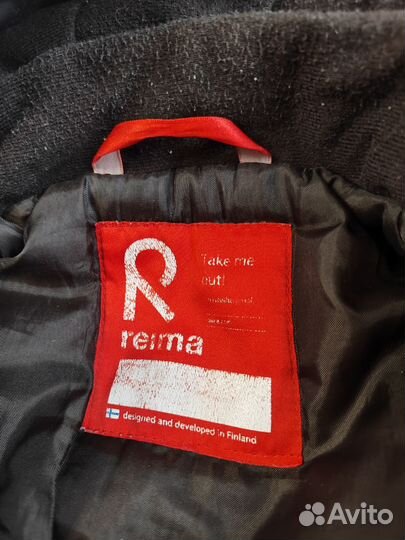 Take me
out!
reima
designed and developed in Finland
Avito